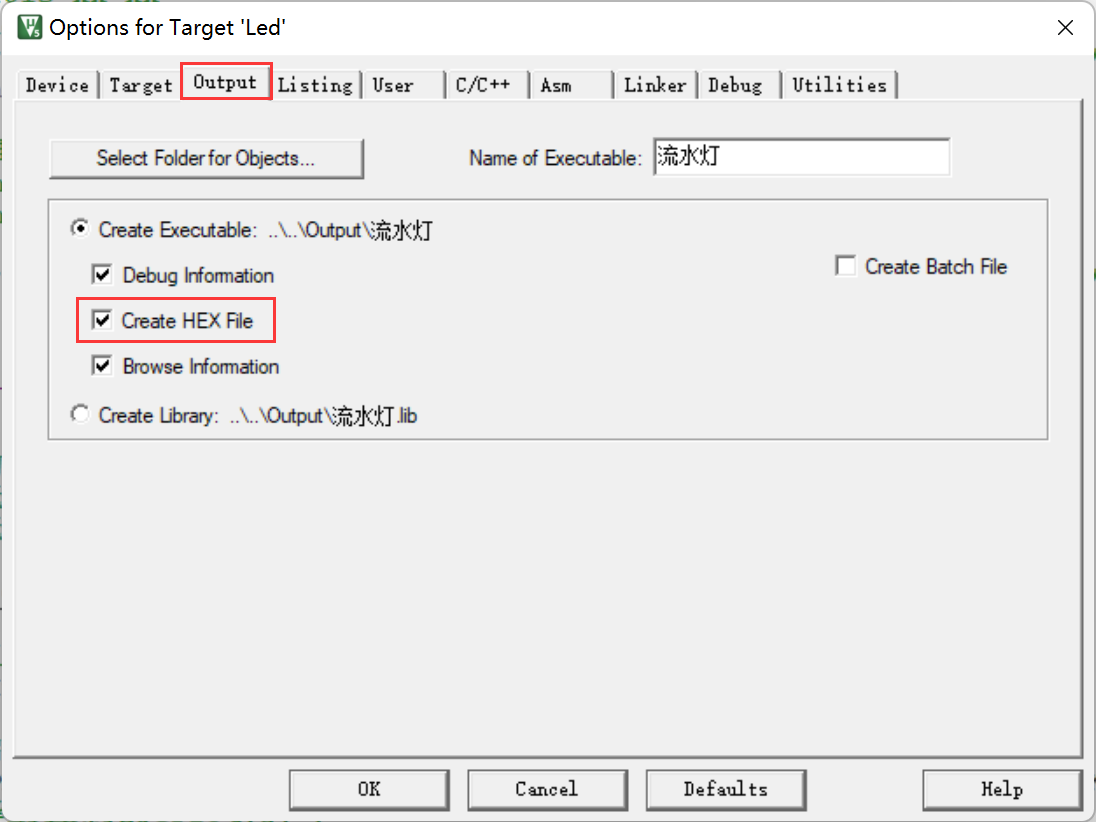 Options for Target 'Led'
Device Target Output Listing User C/C++ Asm Linker Debug Utilities
Select Folder for Objects... Name of Executable: 流水灯
Create Executable: ..\..\Output\流水灯
Debug Information Create Batch File
Create HEX File
Browse Information
Create Library: ..\..\Output\流水灯.lib
OK Cancel Defaults Help